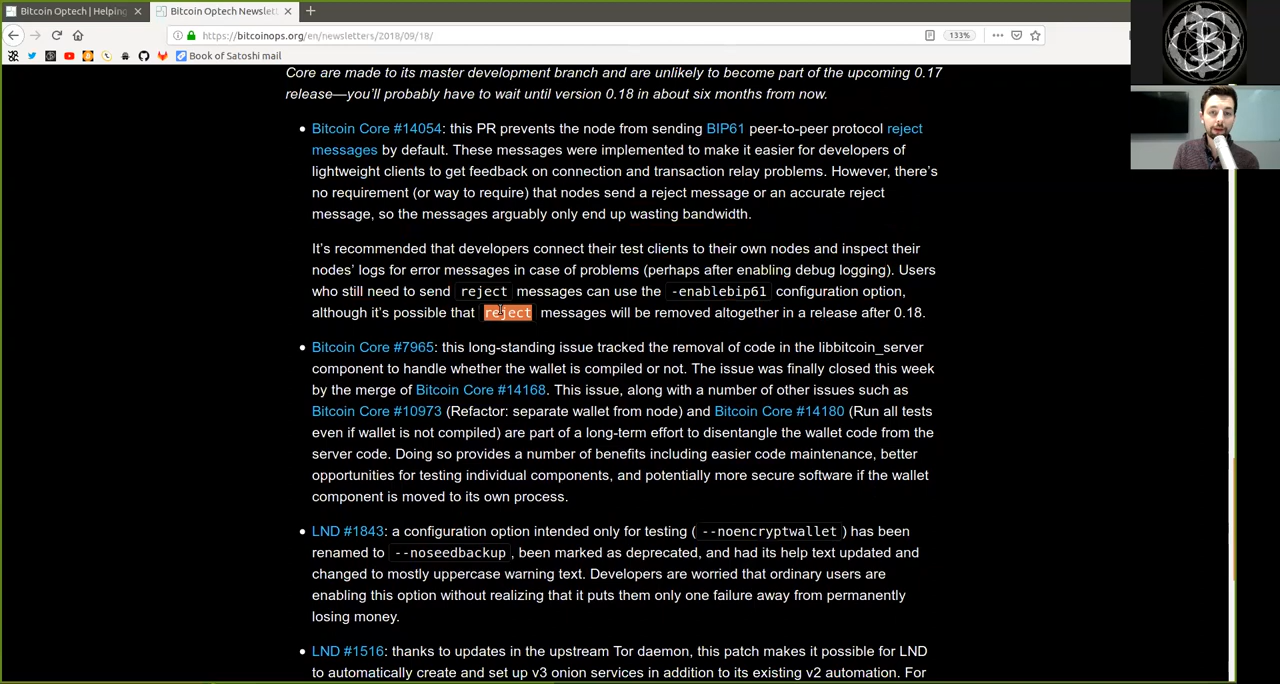 Bitcoin Optech | Helping
Bitcoin Optech Newslett
https://bitcoinops.org/en/newsletters/2018/09/18/
133%
Book of Satoshi mail
Core are made to its master development branch and are unlikely to become part of the upcoming 0.17
release—you'll probably have to wait until version 0.18 in about six months from now.
• Bitcoin Core #14054: this PR prevents the node from sending BIP61 peer-to-peer protocol reject
messages by default. These messages were implemented to make it easier for developers of
lightweight clients to get feedback on connection and transaction relay problems. However, there's
no requirement (or way to require) that nodes send a reject message or an accurate reject
message, so the messages arguably only end up wasting bandwidth.
It's recommended that developers connect their test clients to their own nodes and inspect their
nodes' logs for error messages in case of problems (perhaps after enabling debug logging). Users
who still need to send reject messages can use the -enablebip61 configuration option,
although it's possible that reject messages will be removed altogether in a release after 0.18.
• Bitcoin Core #7965: this long-standing issue tracked the removal of code in the libbitcoin_server
component to handle whether the wallet is compiled or not. The issue was finally closed this week
by the merge of Bitcoin Core #14168. This issue, along with a number of other issues such as
Bitcoin Core #10973 (Refactor: separate wallet from node) and Bitcoin Core #14180 (Run all tests
even if wallet is not compiled) are part of a long-term effort to disentangle the wallet code from the
server code. Doing so provides a number of benefits including easier code maintenance, better
opportunities for testing individual components, and potentially more secure software if the wallet
component is moved to its own process.
• LND #1843: a configuration option intended only for testing ( --noencryptwallet ) has been
renamed to --noseedbackup, been marked as deprecated, and had its help text updated and
changed to mostly uppercase warning text. Developers are worried that ordinary users are
enabling this option without realizing that it puts them only one failure away from permanently
losing money.
• LND #1516: thanks to updates in the upstream Tor daemon, this patch makes it possible for LND
to automatically create and set up v3 onion services in addition to its existing v2 automation. For